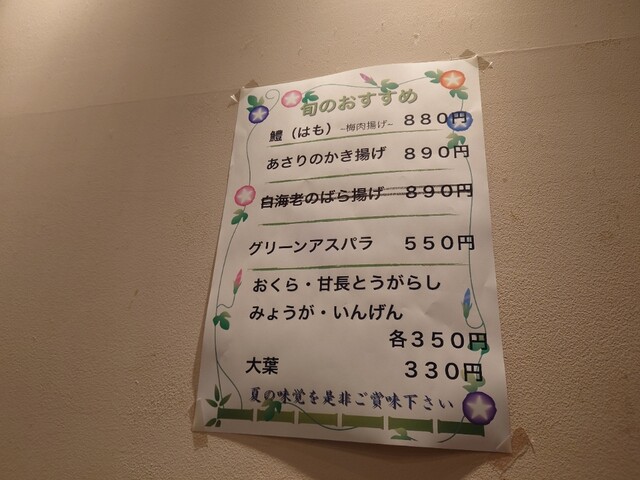 旬のおすすめ
鱧（はも）~梅肉揚げ~ ８８０円
あさりのかき揚げ ８９０円
白海老のばら揚げ ８９０円
グリーンアスパラ ５５０円
おくら・甘長とうがらし
みょうが・いんげん
各３５０円
大葉 ３３０円
夏の味覚を是非ご賞味下さい